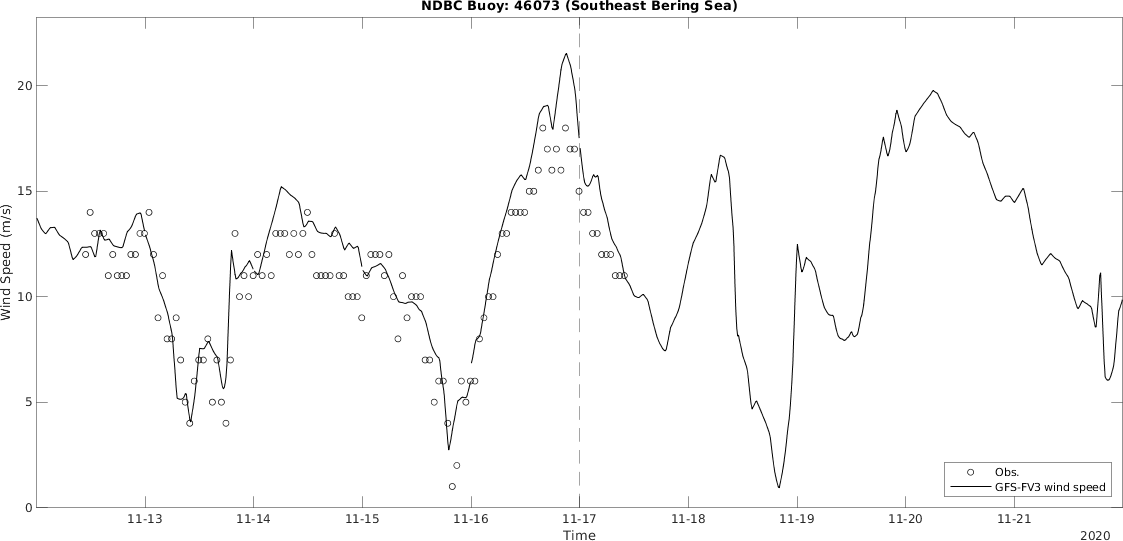 NDBC Buoy: 46073 (Southeast Bering Sea)
20
15
10
5
0
Wind Speed (m/s)
11-13 11-14 11-15 11-16 11-17 11-18 11-19 11-20 11-21
Time
2020
Obs.
GFS-FV3 wind speed